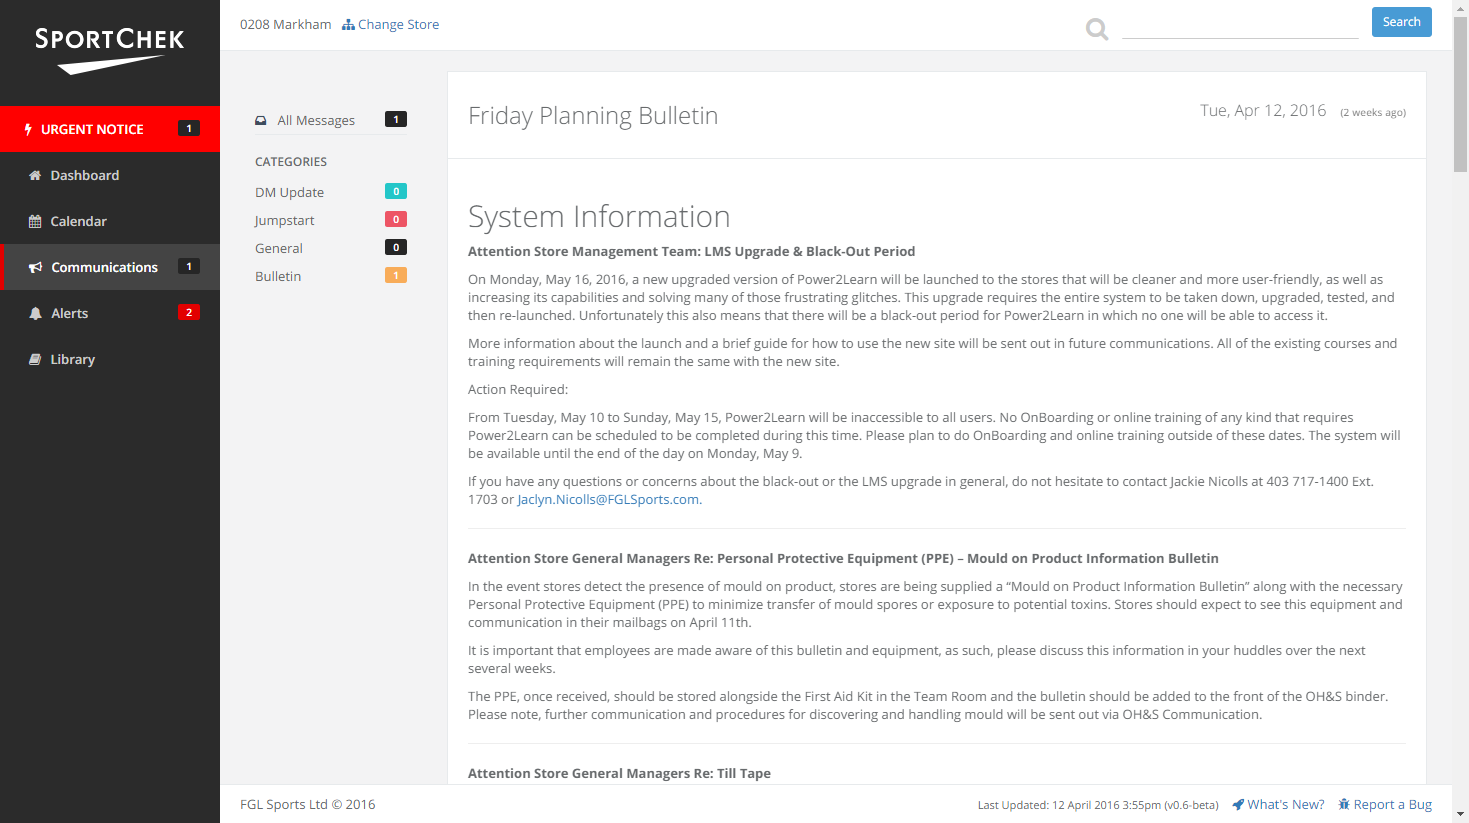 SPORTCHEK
URGENT NOTICE 1
Dashboard
Calendar
Communications 1
Alerts 2
Library
0208 Markham Change Store
Search
All Messages 1
CATEGORIES
DM Update 0
Jumpstart 0
General 0
Bulletin 1
Friday Planning Bulletin
Tue, Apr 12, 2016 (2 weeks ago)
System Information
Attention Store Management Team: LMS Upgrade & Black-Out Period
On Monday, May 16, 2016, a new upgraded version of Power2Learn will be launched to the stores that will be cleaner and more user-friendly, as well as
increasing its capabilities and solving many of those frustrating glitches. This upgrade requires the entire system to be taken down, upgraded, tested, and
then re-launched. Unfortunately this also means that there will be a black-out period for Power2Learn in which no one will be able to access it.
More information about the launch and a brief guide for how to use the new site will be sent out in future communications. All of the existing courses and
training requirements will remain the same with the new site.
Action Required:
From Tuesday, May 10 to Sunday, May 15, Power2Learn will be inaccessible to all users. No OnBoarding or online training of any kind that requires
Power2Learn can be scheduled to be completed during this time. Please plan to do OnBoarding and online training outside of these dates. The system will
be available until the end of the day on Monday, May 9.
If you have any questions or concerns about the black-out or the LMS upgrade in general, do not hesitate to contact Jackie Nicolls at 403 717-1400 Ext.
1703 or Jaclyn.Nicolls@FGLSports.com.
Attention Store General Managers Re: Personal Protective Equipment (PPE) – Mould on Product Information Bulletin
In the event stores detect the presence of mould on product, stores are being supplied a “Mould on Product Information Bulletin” along with the necessary
Personal Protective Equipment (PPE) to minimize transfer of mould spores or exposure to potential toxins. Stores should expect to see this equipment and
communication in their mailbags on April 11th.
It is important that employees are made aware of this bulletin and equipment, as such, please discuss this information in your huddles over the next
several weeks.
The PPE, once received, should be stored alongside the First Aid Kit in the Team Room and the bulletin should be added to the front of the OH&S binder.
Please note, further communication and procedures for discovering and handling mould will be sent out via OH&S Communication.
Attention Store General Managers Re: Till Tape
FGL Sports Ltd © 2016
Last Updated: 12 April 2016 3:55pm (v0.6-beta) What's New? Report a Bug